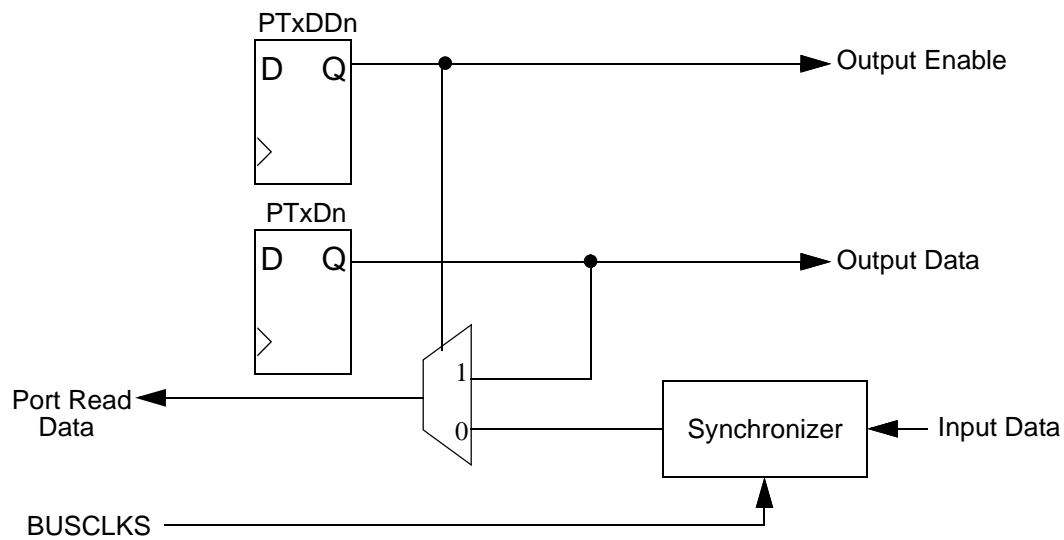 PTxDDn
D Q
Output Enable
PTxDn
D Q
Output Data
1
Port Read
Data
0
Synchronizer
Input Data
BUSCLKS